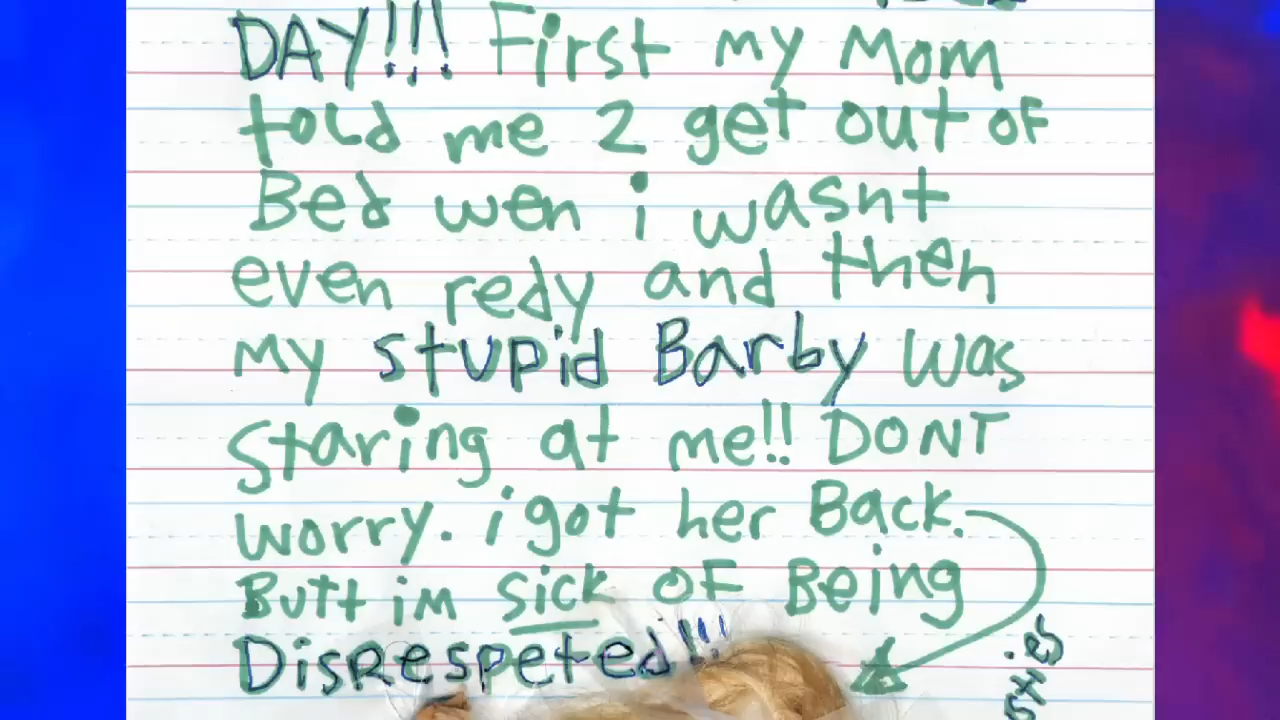 DAY!!! First my Mom
told me 2 get out oF
Bed wen i wasnt
even redy and then
my stupid Barby was
staring at me!! DONT
worry. i got her Back.
Butt im sick oF Being
Disrespeted!!!